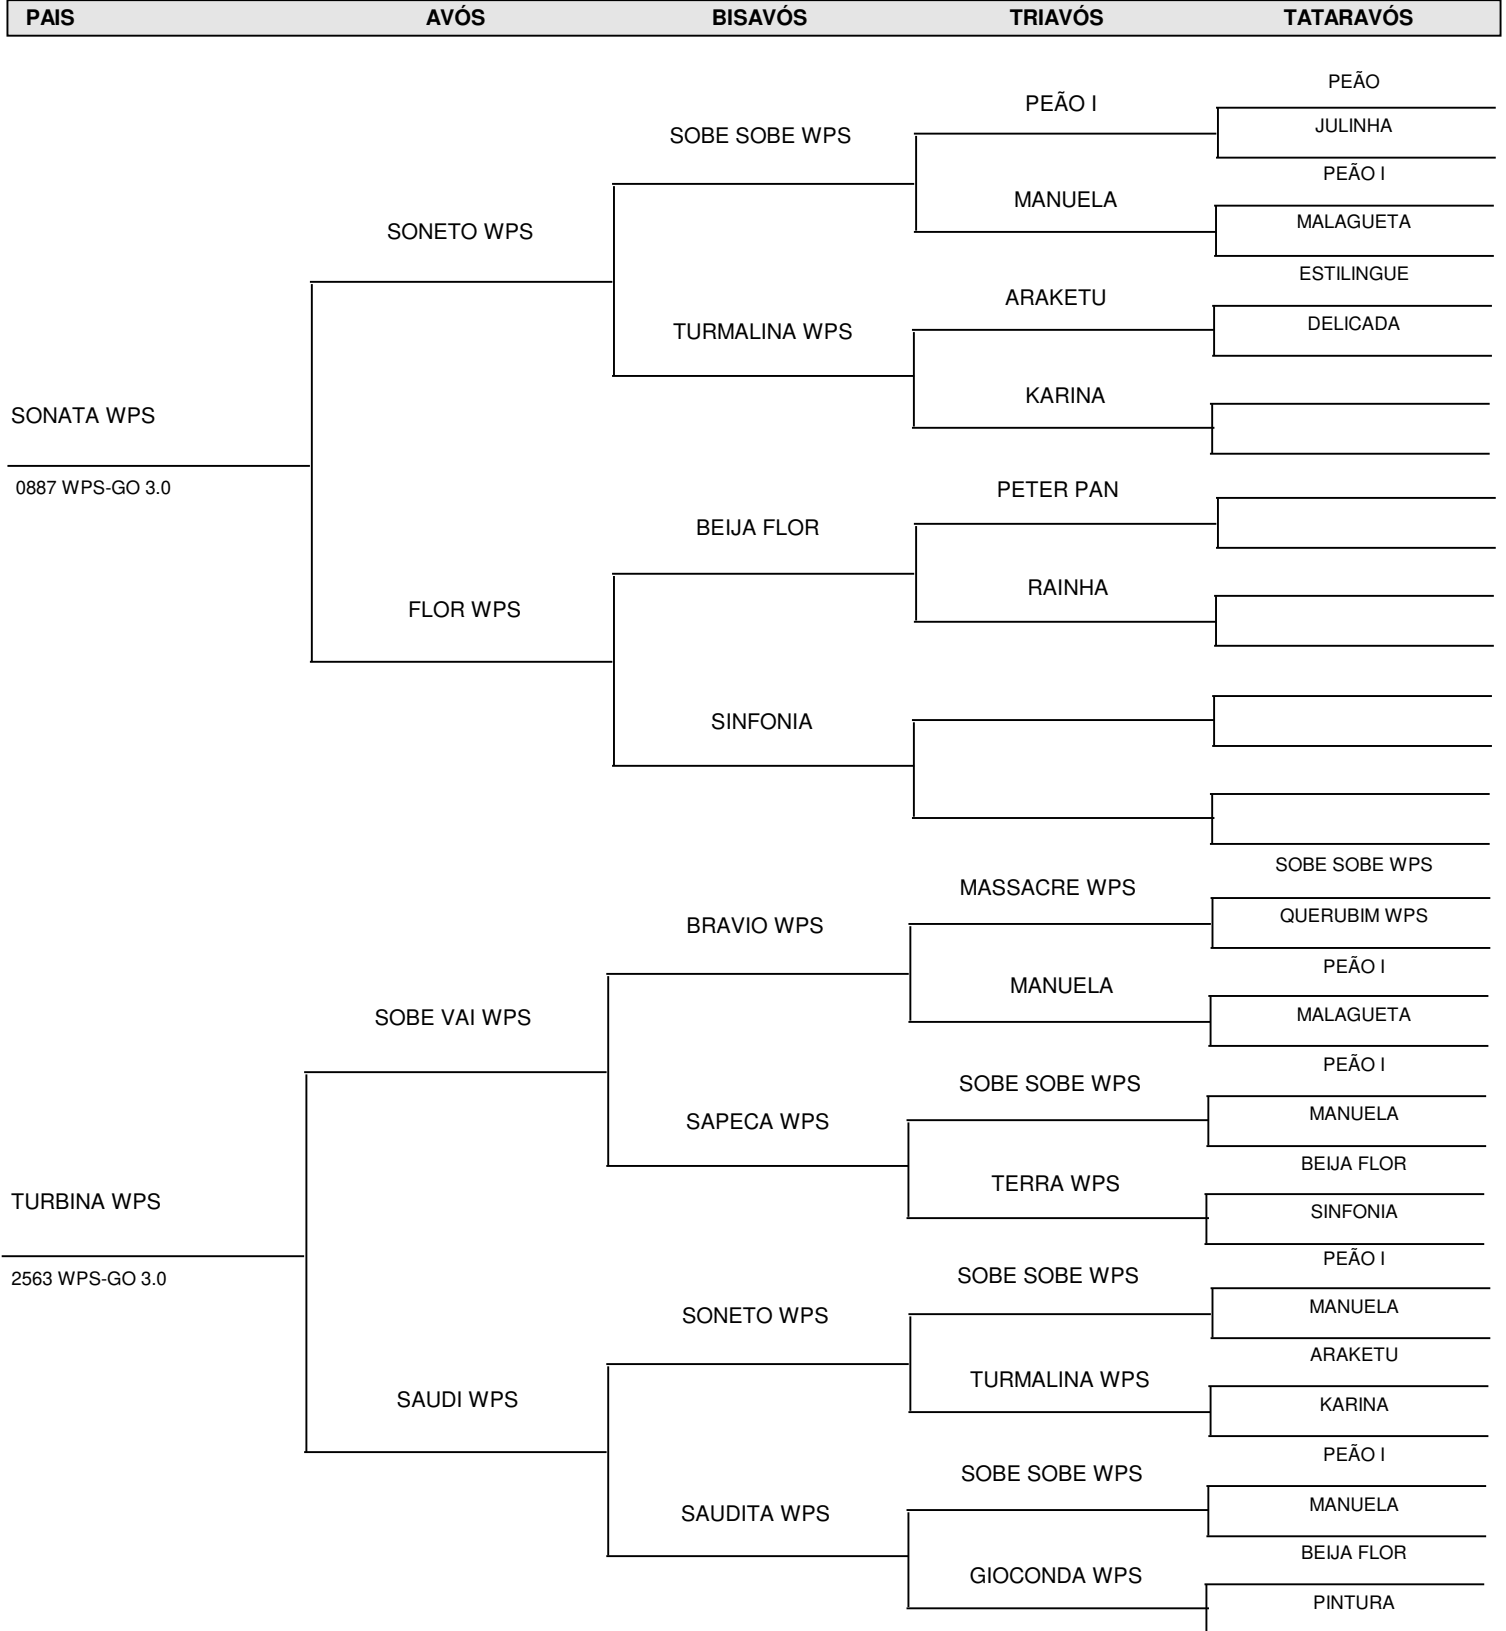 PAIS AVÓS BISAVÓS TRIAVÓS TATARAVÓS
PEÃO
PEÃO I
JULINHA
SOBE SOBE WPS
PEÃO I
MANUELA
MALAGUETA
SONETO WPS
ESTILINGUE
ARAKETU
DELICADA
TURMALINA WPS
KARINA
SONATA WPS
0887 WPS-GO 3.0
PETER PAN
BEIJA FLOR
RAINHA
FLOR WPS
SINFONIA
SOBE SOBE WPS
MASSACRE WPS
QUERUBIM WPS
BRAVIO WPS
PEÃO I
MANUELA
MALAGUETA
SOBE VAI WPS
PEÃO I
SOBE SOBE WPS
MANUELA
SAPECA WPS
BEIJA FLOR
TERRA WPS
TURBINA WPS
SINFONIA
2563 WPS-GO 3.0
PEÃO I
SOBE SOBE WPS
MANUELA
SONETO WPS
ARAKETU
TURMALINA WPS
SAUDI WPS
KARINA
PEÃO I
SOBE SOBE WPS
MANUELA
SAUDITA WPS
BEIJA FLOR
GIOCONDA WPS
PINTURA